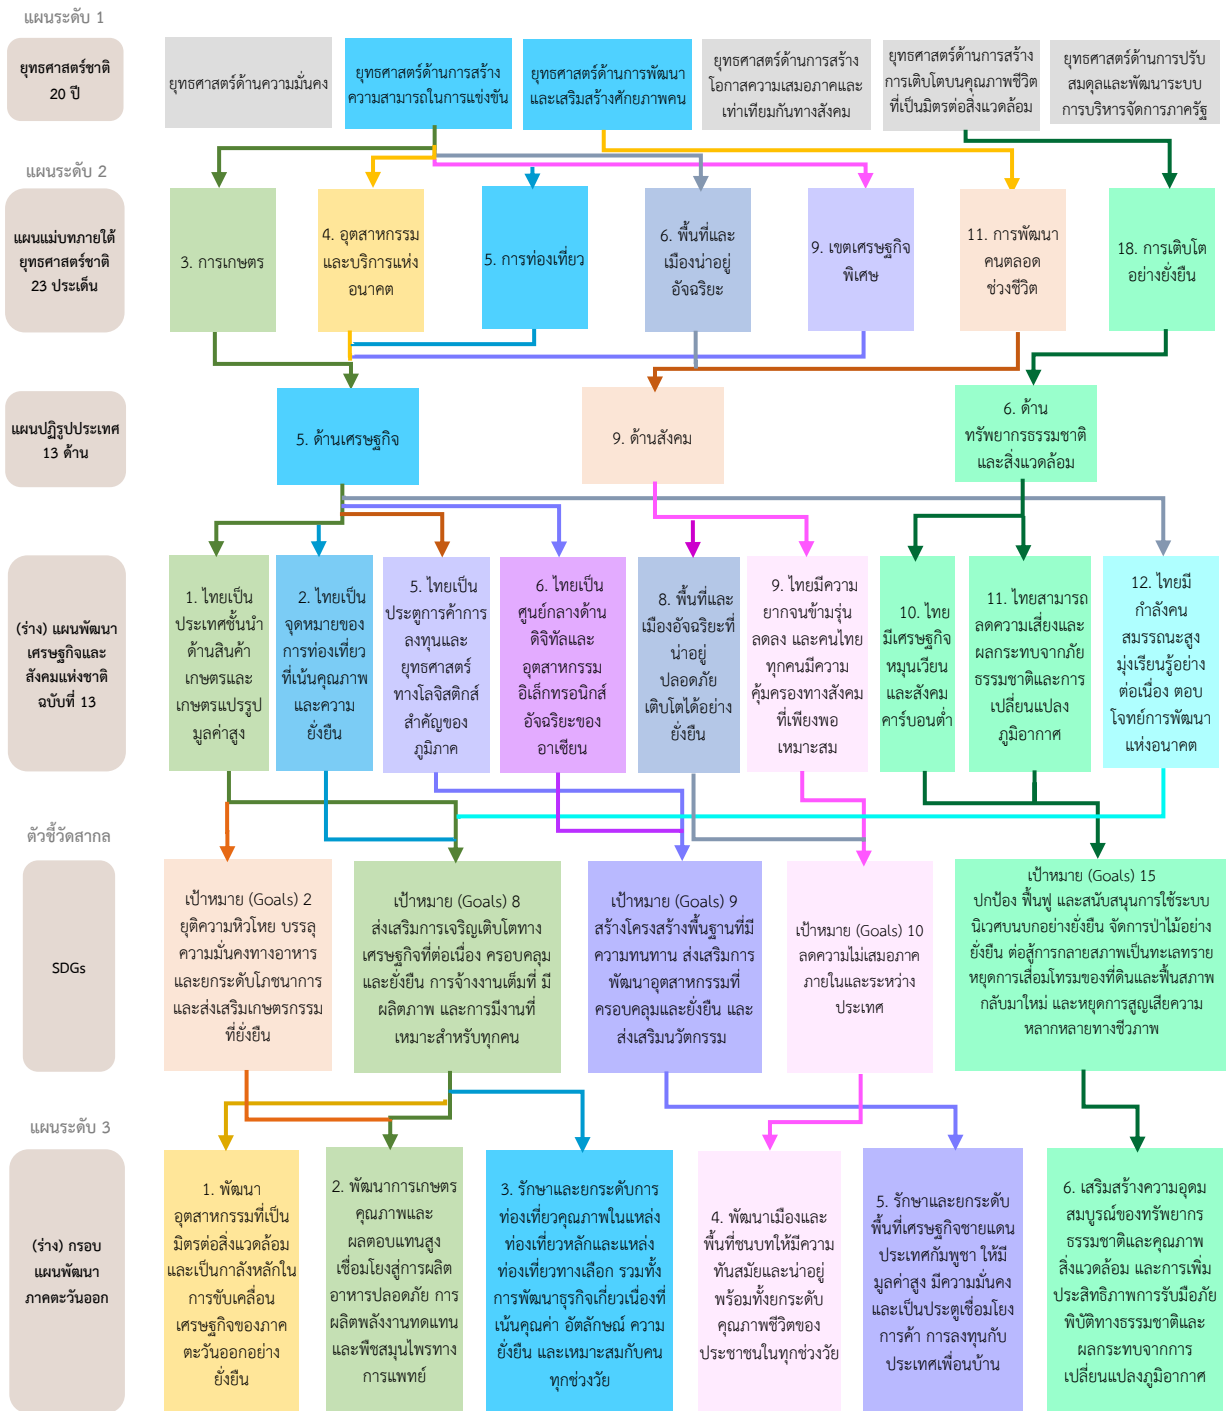 แผนระดับ 1
ยุทธศาสตร์ชาติ
20 ปี
ยุทธศาสตร์ด้านความมั่นคง
ยุทธศาสตร์ด้านการสร้าง
ความสามารถในการแข่งขัน
ยุทธศาสตร์ด้านการพัฒนา
และเสริมสร้างศักยภาพคน
ยุทธศาสตร์ด้านการสร้าง
โอกาสความเสมอภาคและ
เท่าเทียมกันทางสังคม
ยุทธศาสตร์ด้านการสร้าง
การเติบโตบนคุณภาพชีวิต
ที่เป็นมิตรต่อสิ่งแวดล้อม
ยุทธศาสตร์ด้านการปรับ
สมดุลและพัฒนาระบบ
การบริหารจัดการภาครัฐ
แผนระดับ 2
แผนแม่บทภายใต้
ยุทธศาสตร์ชาติ
23 ประเด็น
3. การเกษตร
4. อุตสาหกรรม
และบริการแห่ง
อนาคต
5. การท่องเที่ยว
6. พื้นที่และ
เมืองน่าอยู่
อัจฉริยะ
9. เขตเศรษฐกิจ
พิเศษ
11. การพัฒนา
คนตลอด
ช่วงชีวิต
18. การเติบโต
อย่างยั่งยืน
แผนปฏิรูปประเทศ
13 ด้าน
5. ด้านเศรษฐกิจ
9. ด้านสังคม
6. ด้าน
ทรัพยากรธรรมชาติ
และสิ่งแวดล้อม
(ร่าง) แผนพัฒนา
เศรษฐกิจและ
สังคมแห่งชาติ
ฉบับที่ 13
1. ไทยเป็น
ประเทศชั้นนำ
ด้านสินค้า
เกษตรและ
เกษตรแปรรูป
มูลค่าสูง
2. ไทยเป็น
จุดหมายของ
การท่องเที่ยว
ที่เน้นคุณภาพ
และความ
ยั่งยืน
5. ไทยเป็น
ประตูการค้าการ
ลงทุนและ
ยุทธศาสตร์
ทางโลจิสติกส์
สำคัญของ
ภูมิภาค
6. ไทยเป็น
ศูนย์กลางด้าน
ดิจิทัลและ
อุตสาหกรรม
อิเล็กทรอนิกส์
อัจฉริยะของ
อาเซียน
8. พื้นที่และ
เมืองอัจฉริยะที่
น่าอยู่
ปลอดภัย
เติบโตได้อย่าง
ยั่งยืน
9. ไทยมีความ
ยากจนข้ามรุ่น
ลดลง และคนไทย
ทุกคนมีความ
คุ้มครองทางสังคม
ที่เพียงพอ
เหมาะสม
10. ไทย
มีเศรษฐกิจ
หมุนเวียน
และสังคม
คาร์บอนต่ำ
11. ไทยสามารถ
ลดความเสี่ยงและ
ผลกระทบจากภัย
ธรรมชาติและการ
เปลี่ยนแปลง
ภูมิอากาศ
12. ไทยมี
กำลังคน
สมรรถนะสูง
มุ่งเรียนรู้อย่าง
ต่อเนื่อง ตอบ
โจทย์การพัฒนา
แห่งอนาคต
ตัวชี้วัดสากล
SDGs
เป้าหมาย (Goals) 2
ยุติความหิวโหย บรรลุ
ความมั่นคงทางอาหาร
และยกระดับโภชนาการ
และส่งเสริมเกษตรกรรม
ที่ยั่งยืน
เป้าหมาย (Goals) 8
ส่งเสริมการเจริญเติบโตทาง
เศรษฐกิจที่ต่อเนื่อง ครอบคลุม
และยั่งยืน การจ้างงานเต็มที่ มี
ผลิตภาพ และการมีงานที่
เหมาะสำหรับทุกคน
เป้าหมาย (Goals) 9
สร้างโครงสร้างพื้นฐานที่มี
ความทนทาน ส่งเสริมการ
พัฒนาอุตสาหกรรมที่
ครอบคลุมและยั่งยืน และ
ส่งเสริมนวัตกรรม
เป้าหมาย (Goals) 10
ลดความไม่เสมอภาค
ภายในและระหว่าง
ประเทศ
เป้าหมาย (Goals) 15
ปกป้อง ฟื้นฟู และสนับสนุนการใช้ระบบ
นิเวศบนบกอย่างยั่งยืน จัดการป่าไม้อย่าง
ยั่งยืน ต่อสู้การกลายสภาพเป็นทะเลทราย
หยุดการเสื่อมโทรมของที่ดินและฟื้นสภาพ
กลับมาใหม่ และหยุดการสูญเสียความ
หลากหลายทางชีวภาพ
แผนระดับ 3
(ร่าง) กรอบ
แผนพัฒนา
ภาคตะวันออก
1. พัฒนา
อุตสาหกรรมที่เป็น
มิตรต่อสิ่งแวดล้อม
และเป็นกำลังหลักใน
การขับเคลื่อน
เศรษฐกิจของภาค
ตะวันออกอย่าง
ยั่งยืน
2. พัฒนาการเกษตร
คุณภาพและ
ผลตอบแทนสูง
เชื่อมโยงสู่การผลิต
อาหารปลอดภัย การ
ผลิตพลังงานทดแทน
และพืชสมุนไพรทาง
การแพทย์
3. รักษาและยกระดับการ
ท่องเที่ยวคุณภาพในแหล่ง
ท่องเที่ยวหลักและแหล่ง
ท่องเที่ยวทางเลือก รวมทั้ง
การพัฒนาธุรกิจเกี่ยวเนื่องที่
เน้นคุณค่า อัตลักษณ์ ความ
ยั่งยืน และเหมาะสมกับคน
ทุกช่วงวัย
4. พัฒนาเมืองและ
พื้นที่ชนบทให้มีความ
ทันสมัยและน่าอยู่
พร้อมทั้งยกระดับ
คุณภาพชีวิตของ
ประชาชนในทุกช่วงวัย
5. รักษาและยกระดับ
พื้นที่เศรษฐกิจชายแดน
ประเทศกัมพูชา ให้มี
มูลค่าสูง มีความมั่นคง
และเป็นประตูเชื่อมโยง
การค้า การลงทุนกับ
ประเทศเพื่อนบ้าน
6. เสริมสร้างความอุดม
สมบูรณ์ของทรัพยากร
ธรรมชาติและคุณภาพ
สิ่งแวดล้อม และการเพิ่ม
ประสิทธิภาพการรับมือภัย
พิบัติทางธรรมชาติและ
ผลกระทบจากการ
เปลี่ยนแปลงภูมิอากาศ